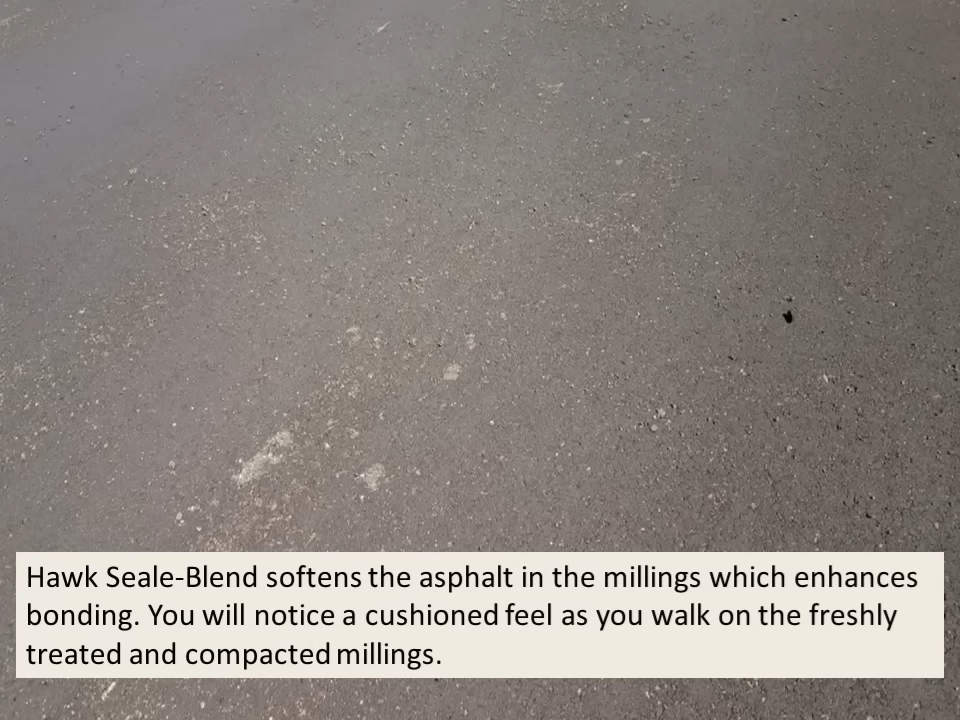 Hawk Seale-Blend softens the asphalt in the millings which enhances
bonding. You will notice a cushioned feel as you walk on the freshly
treated and compacted millings.